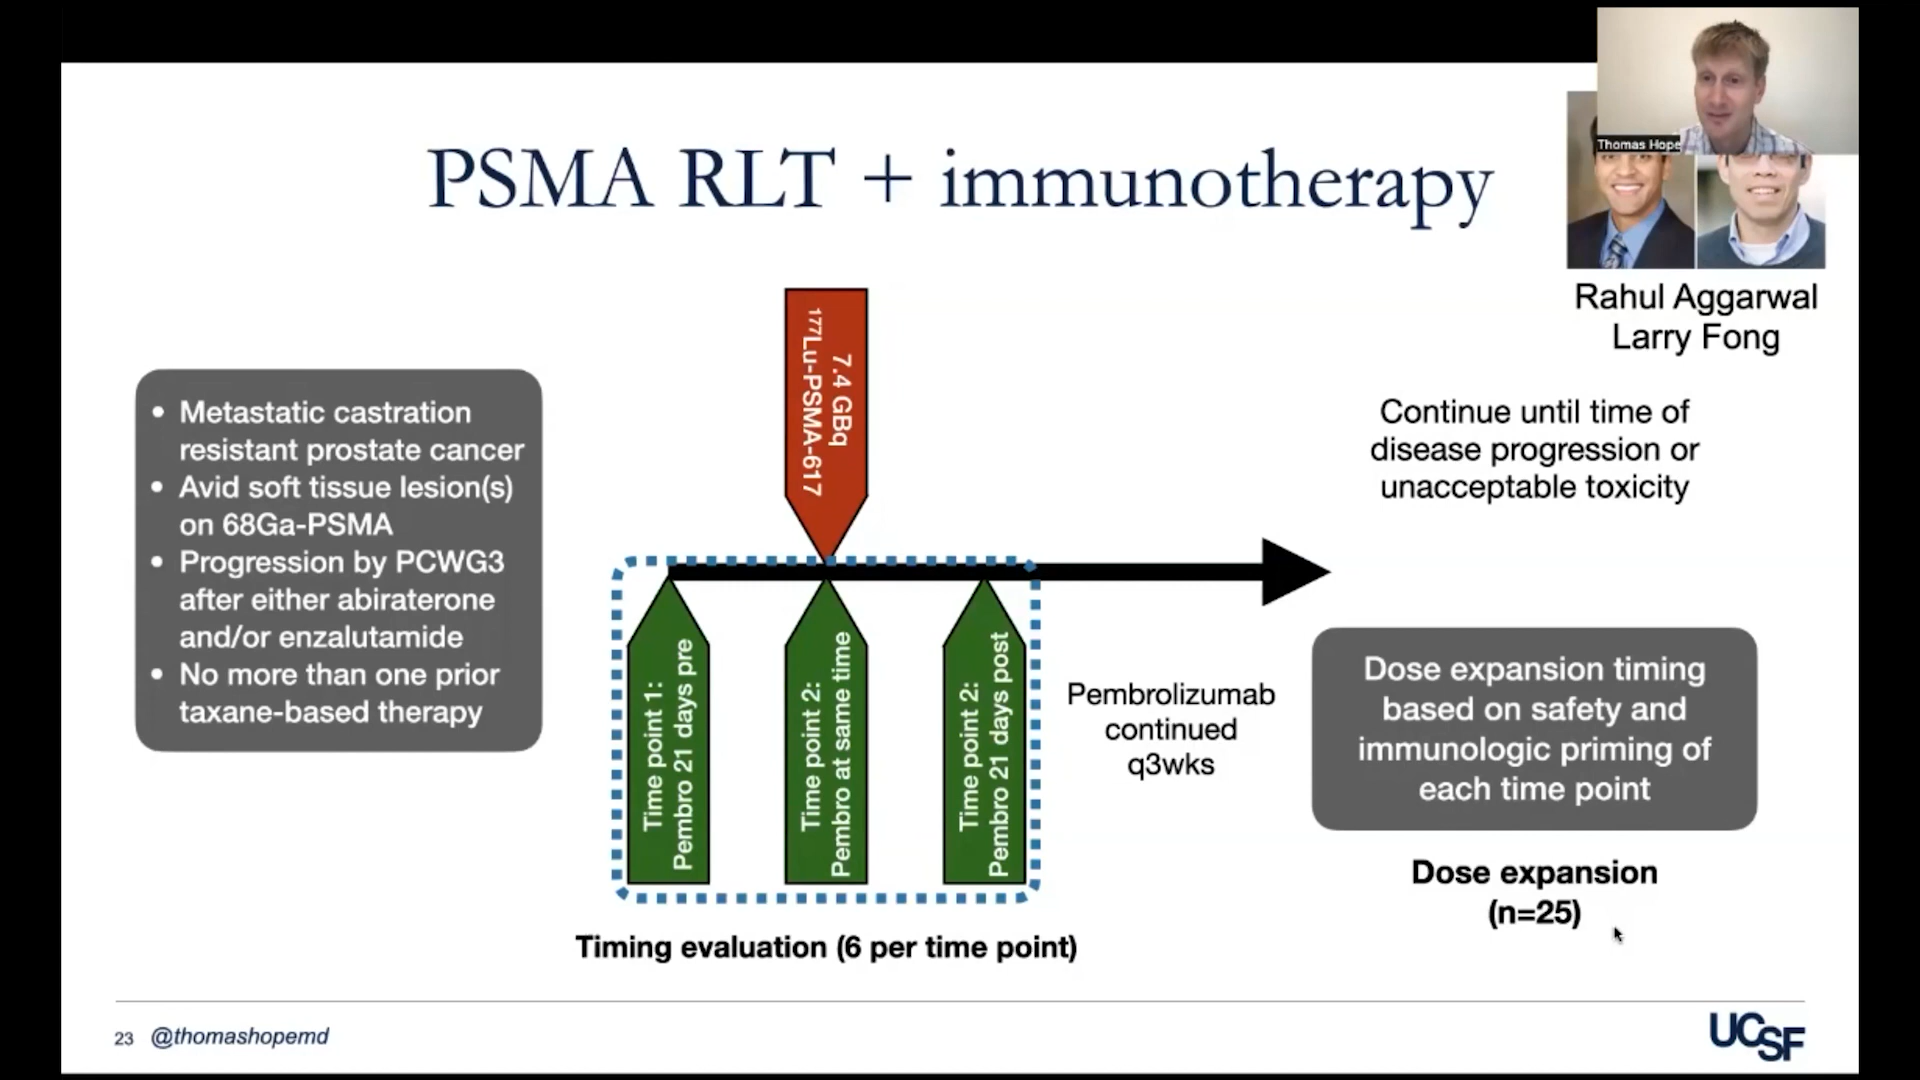 Thomas Hope
PSMA RLT + immunotherapy
Rahul Aggarwal
Larry Fong
• Metastatic castration
resistant prostate cancer
• Avid soft tissue lesion(s)
on 68Ga-PSMA
• Progression by PCWG3
after either abiraterone
and/or enzalutamide
• No more than one prior
taxane-based therapy
7.4 GBq
¹⁷⁷Lu-PSMA-617
Time point 1:
Pembro 21 days pre
Time point 2:
Pembro at same time
Time point 2:
Pembro 21 days post
Timing evaluation (6 per time point)
Pembrolizumab
continued
q3wks
Continue until time of
disease progression or
unacceptable toxicity
Dose expansion timing
based on safety and
immunologic priming of
each time point
Dose expansion
(n=25)
23 @thomashopemd
UCSF